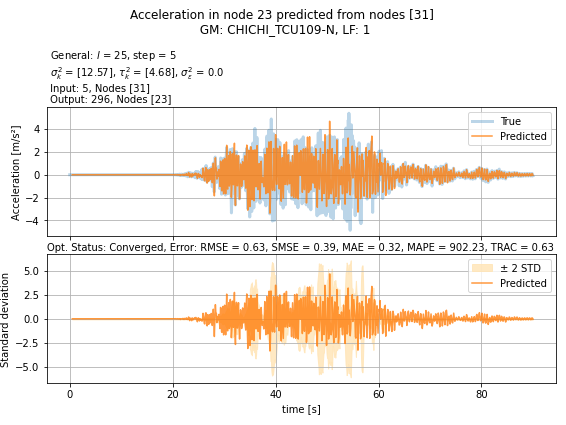 Acceleration in node 23 predicted from nodes [31]
GM: CHICHI_TCU109-N, LF: 1
General: l = 25, step = 5
σ²ₖ = [12.57], τ²ₖ = [4.68], σ²ε = 0.0
Input: 5, Nodes [31]
Output: 296, Nodes [23]
4
2
0
−2
−4
Acceleration [m/s²]
True
Predicted
Opt. Status: Converged, Error: RMSE = 0.63, SMSE = 0.39, MAE = 0.32, MAPE = 902.23, TRAC = 0.63
5.0
2.5
0.0
−2.5
−5.0
Standard deviation
± 2 STD
Predicted
0 20 40 60 80
time [s]